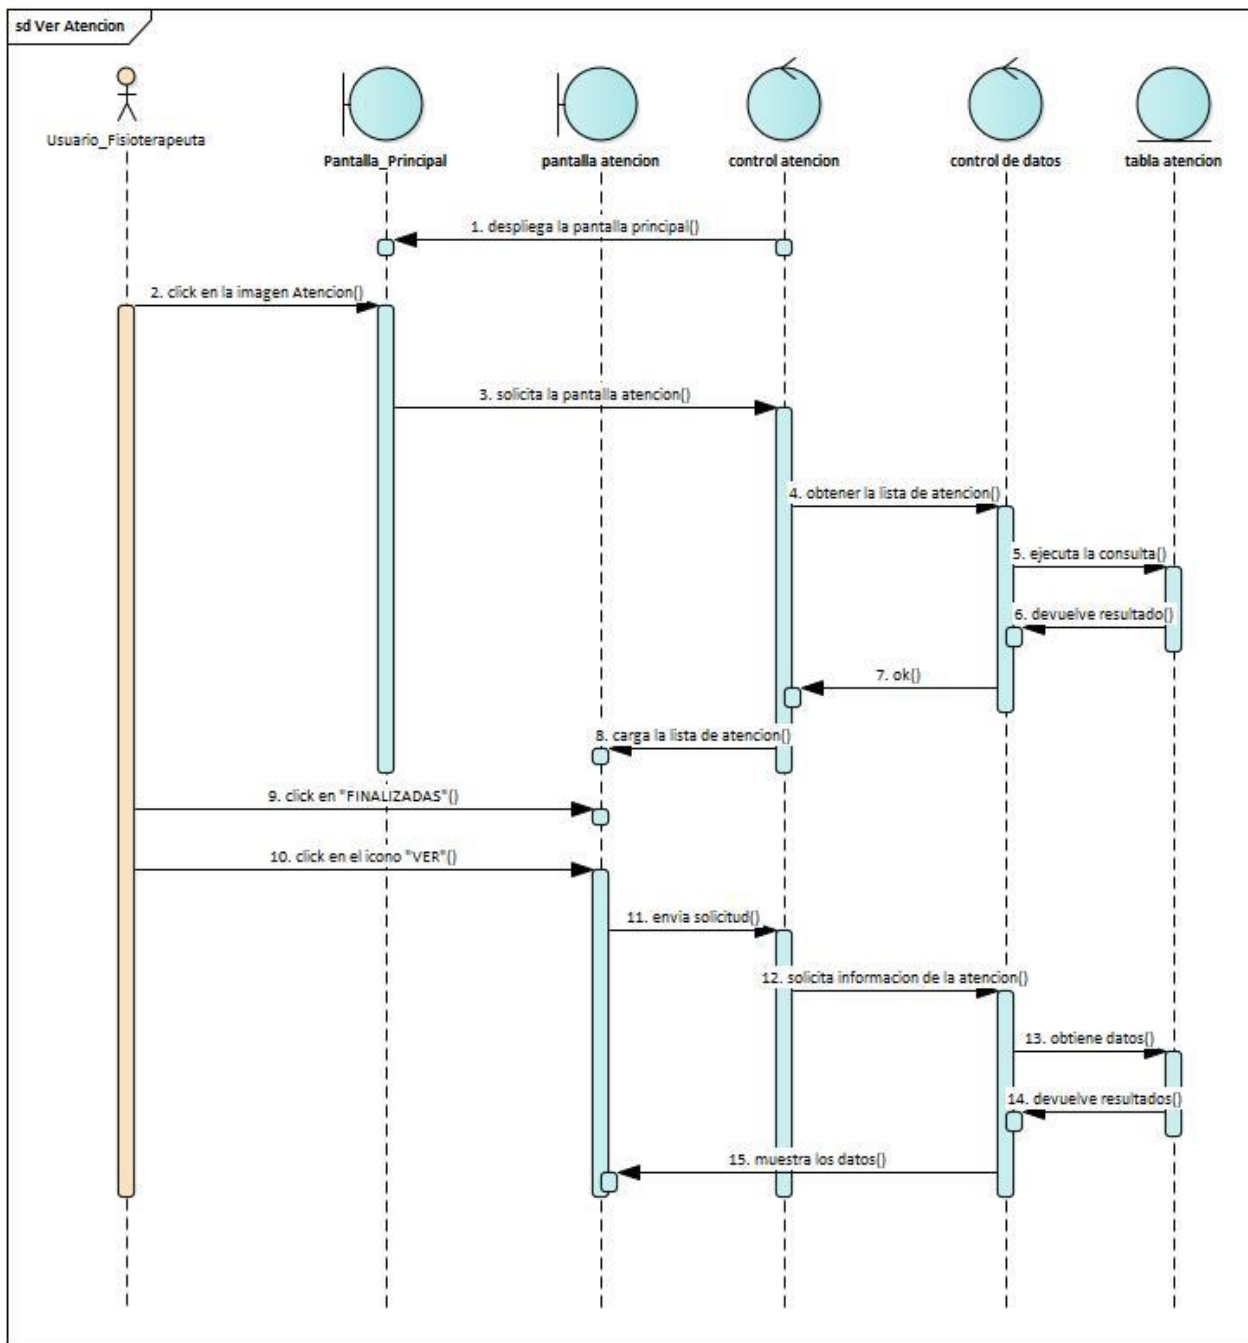 sd Ver Atencion
Usuario_Fisioterapeuta
Pantalla_Principal
pantalla atencion
control atencion
control de datos
tabla atencion
1. despliega la pantalla principal()
2. click en la imagen Atencion()
3. solicita la pantalla atencion()
4. obtener la lista de atencion()
5. ejecuta la consulta()
6. devuelve resultado()
7. ok()
8. carga la lista de atencion()
9. click en "FINALIZADAS"()
10. click en el icono "VER"()
11. envia solicitud()
12. solicita informacion de la atencion()
13. obtiene datos()
14. devuelve resultados()
15. muestra los datos()